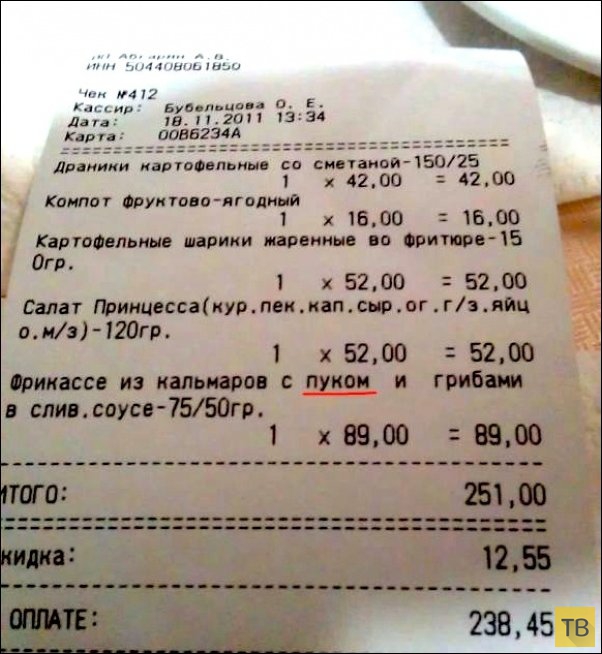 ИНН 504408061850
Чек №412
Кассир: Бубельцова О. Е.
Дата: 18.11.2011 13:34
Карта: 00B6234A
Драники картофельные со сметаной-150/25
1 x 42,00 = 42,00
Компот фруктово-ягодный
1 x 16,00 = 16,00
Картофельные шарики жаренные во фритюре-15
0гр.
1 x 52,00 = 52,00
Салат Принцесса(кур.пек.кап.сыр.ог.г/з.яйц
о.м/з)-120гр.
1 x 52,00 = 52,00
Фрикассе из кальмаров с пуком и грибами
в слив.соусе-75/50гр.
1 x 89,00 = 89,00
ИТОГО: 251,00
кидка: 12,55
ОПЛАТЕ: 238,45
ТВ